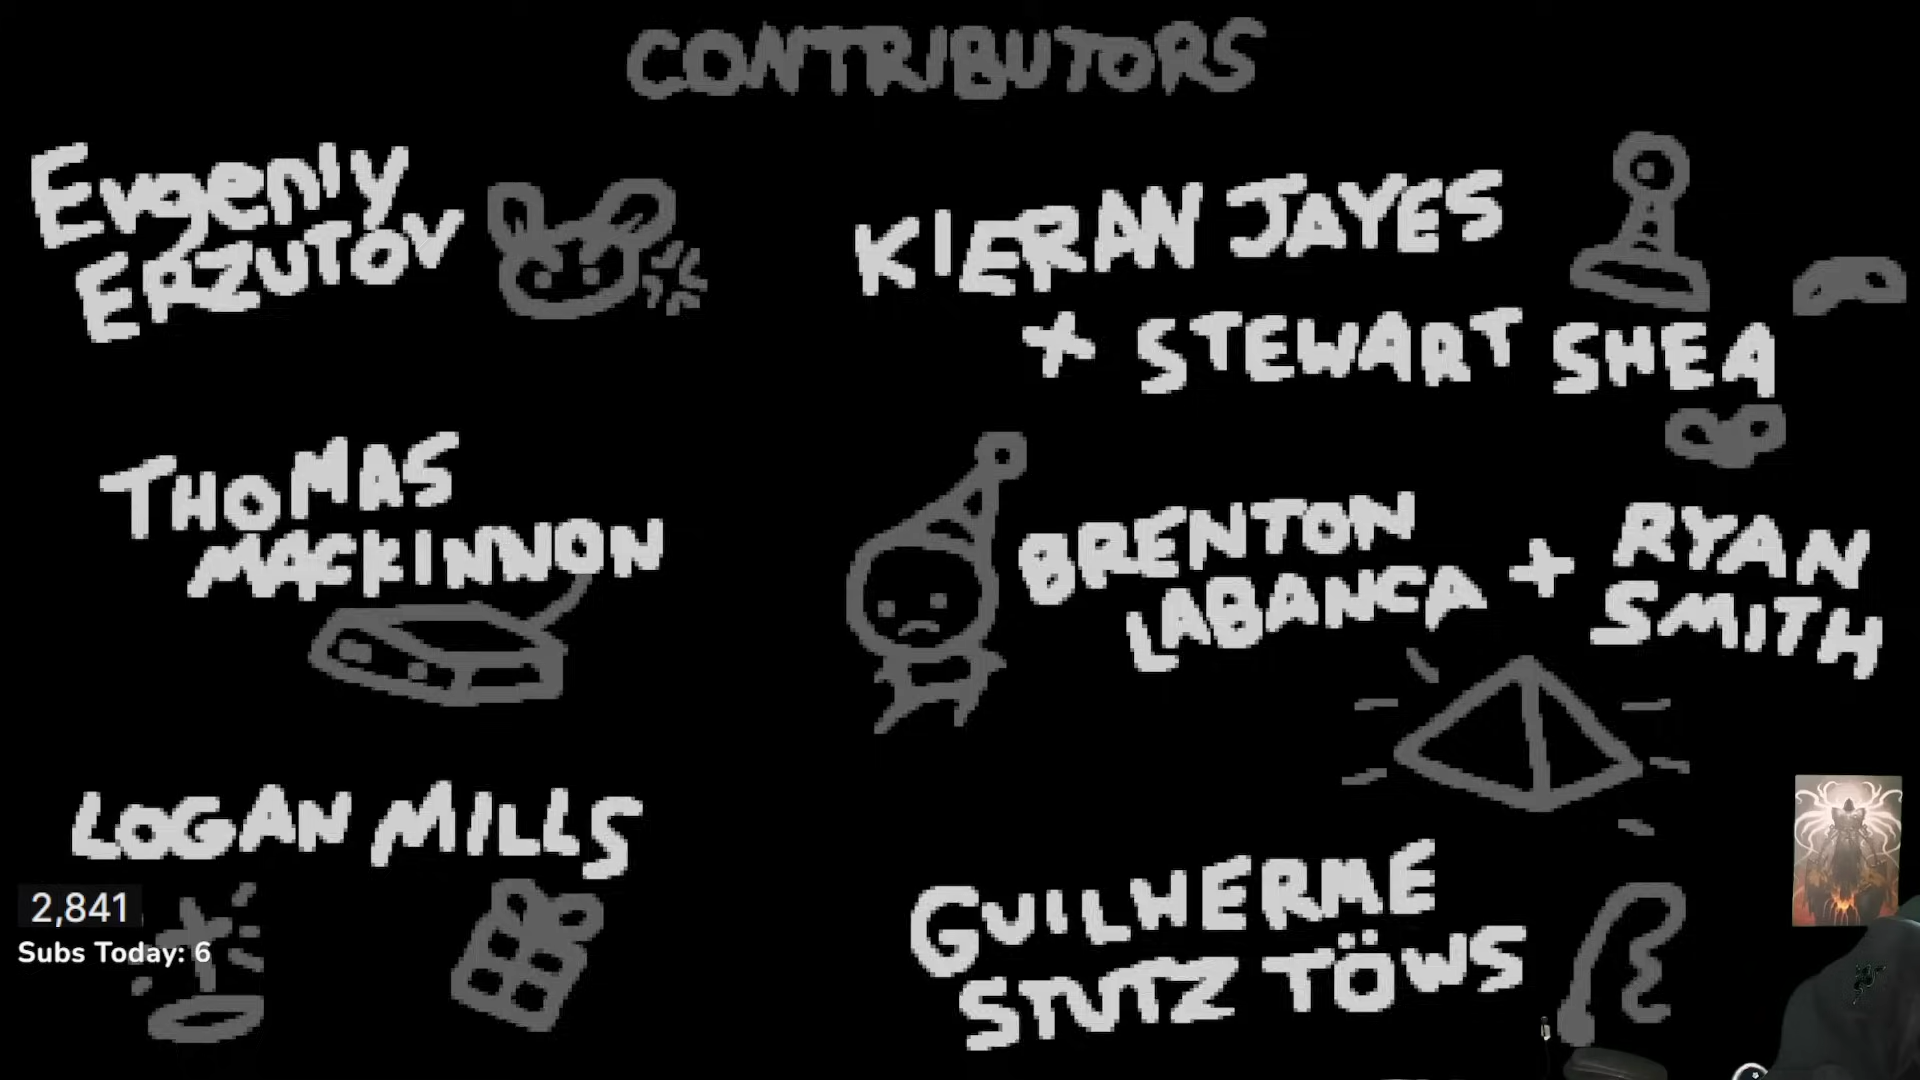 CONTRIBUTORS
Evgeniy
ERZUTOV
KIERAN JAYES
+ STEWART SHEA
THOMAS
MACKINNON
BRENTON
LABANCA + RYAN
SMITH
LOGAN MILLS
2,841
Subs Today: 6
GUILHERME
STUTZ TÖWS